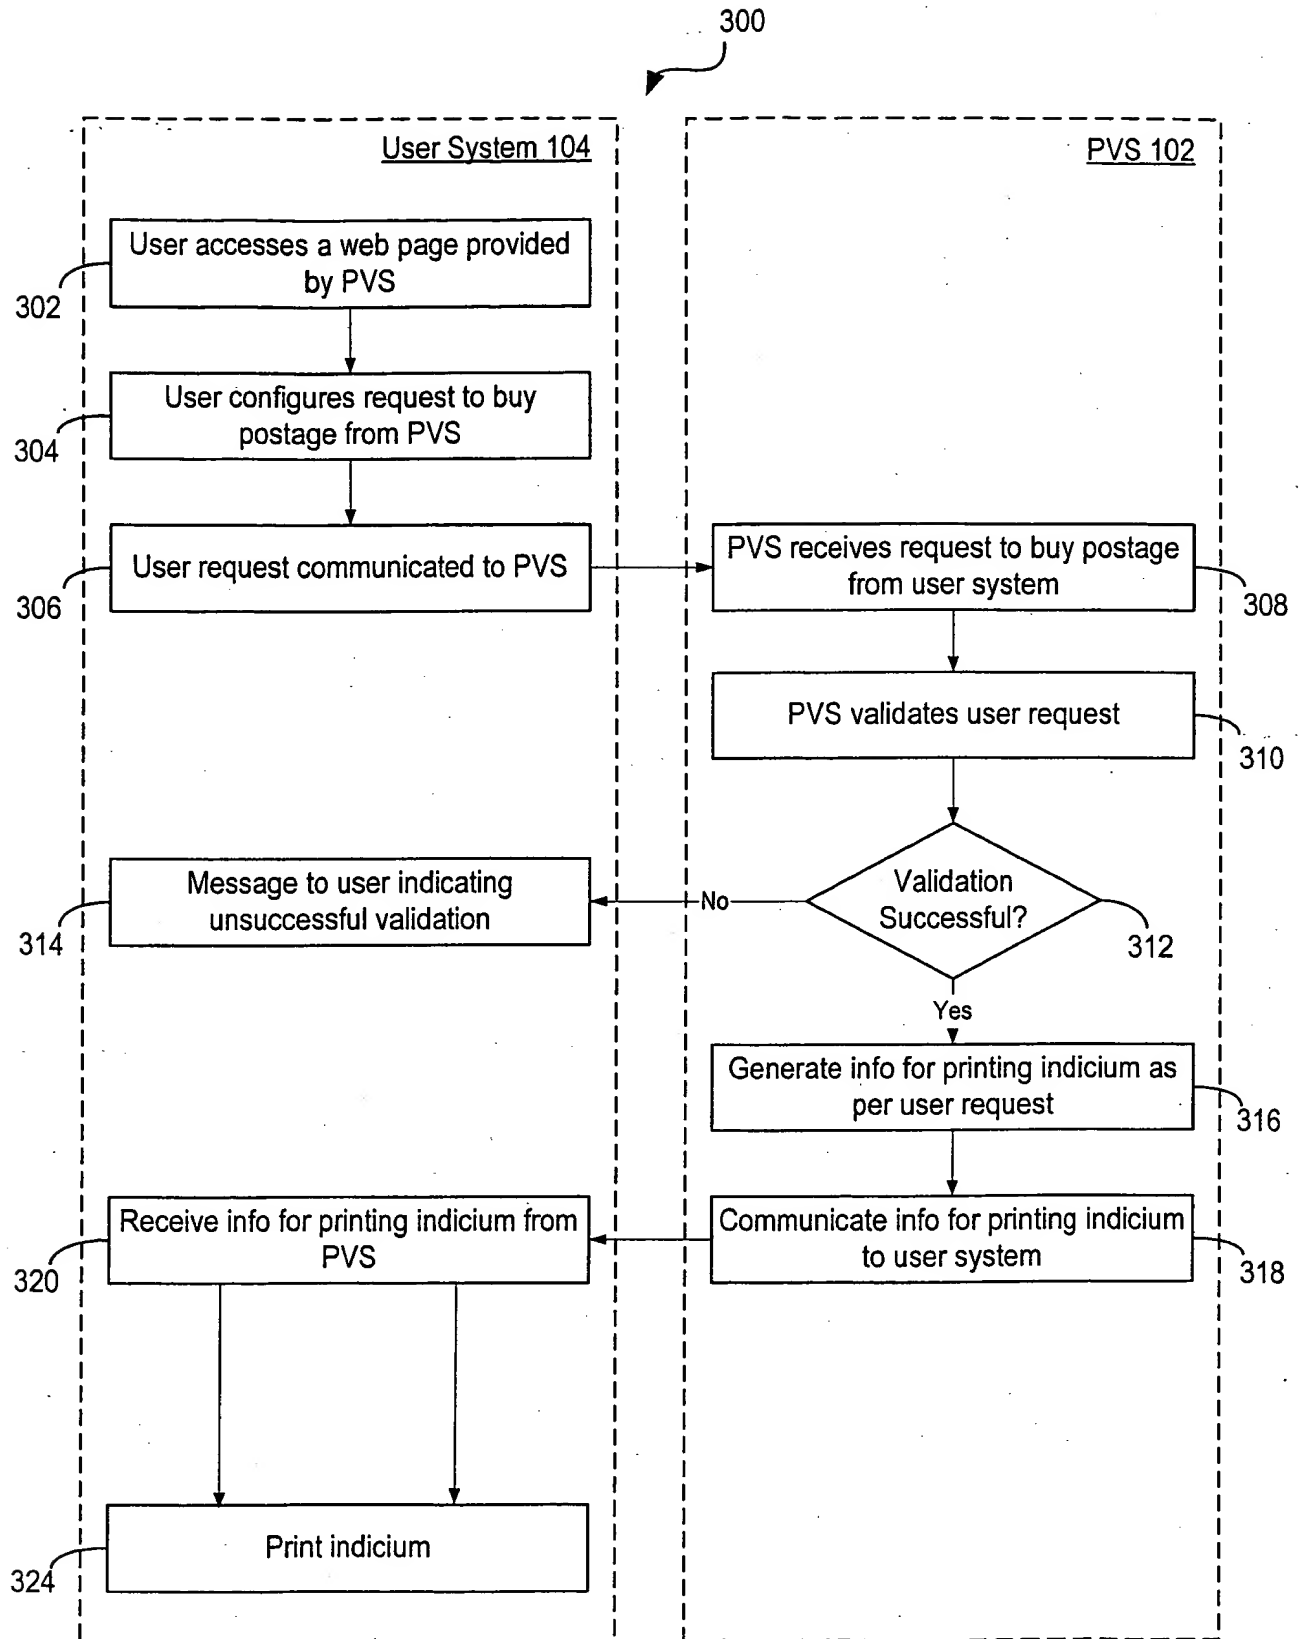 300
User System 104
PVS 102
User accesses a web page provided
by PVS
302
User configures request to buy
postage from PVS
304
User request communicated to PVS
306
PVS receives request to buy postage
from user system
308
PVS validates user request
310
Validation
Successful?
312
No
Message to user indicating
unsuccessful validation
314
Yes
Generate info for printing indicium as
per user request
316
Communicate info for printing indicium
to user system
318
Receive info for printing indicium from
PVS
320
Print indicium
324